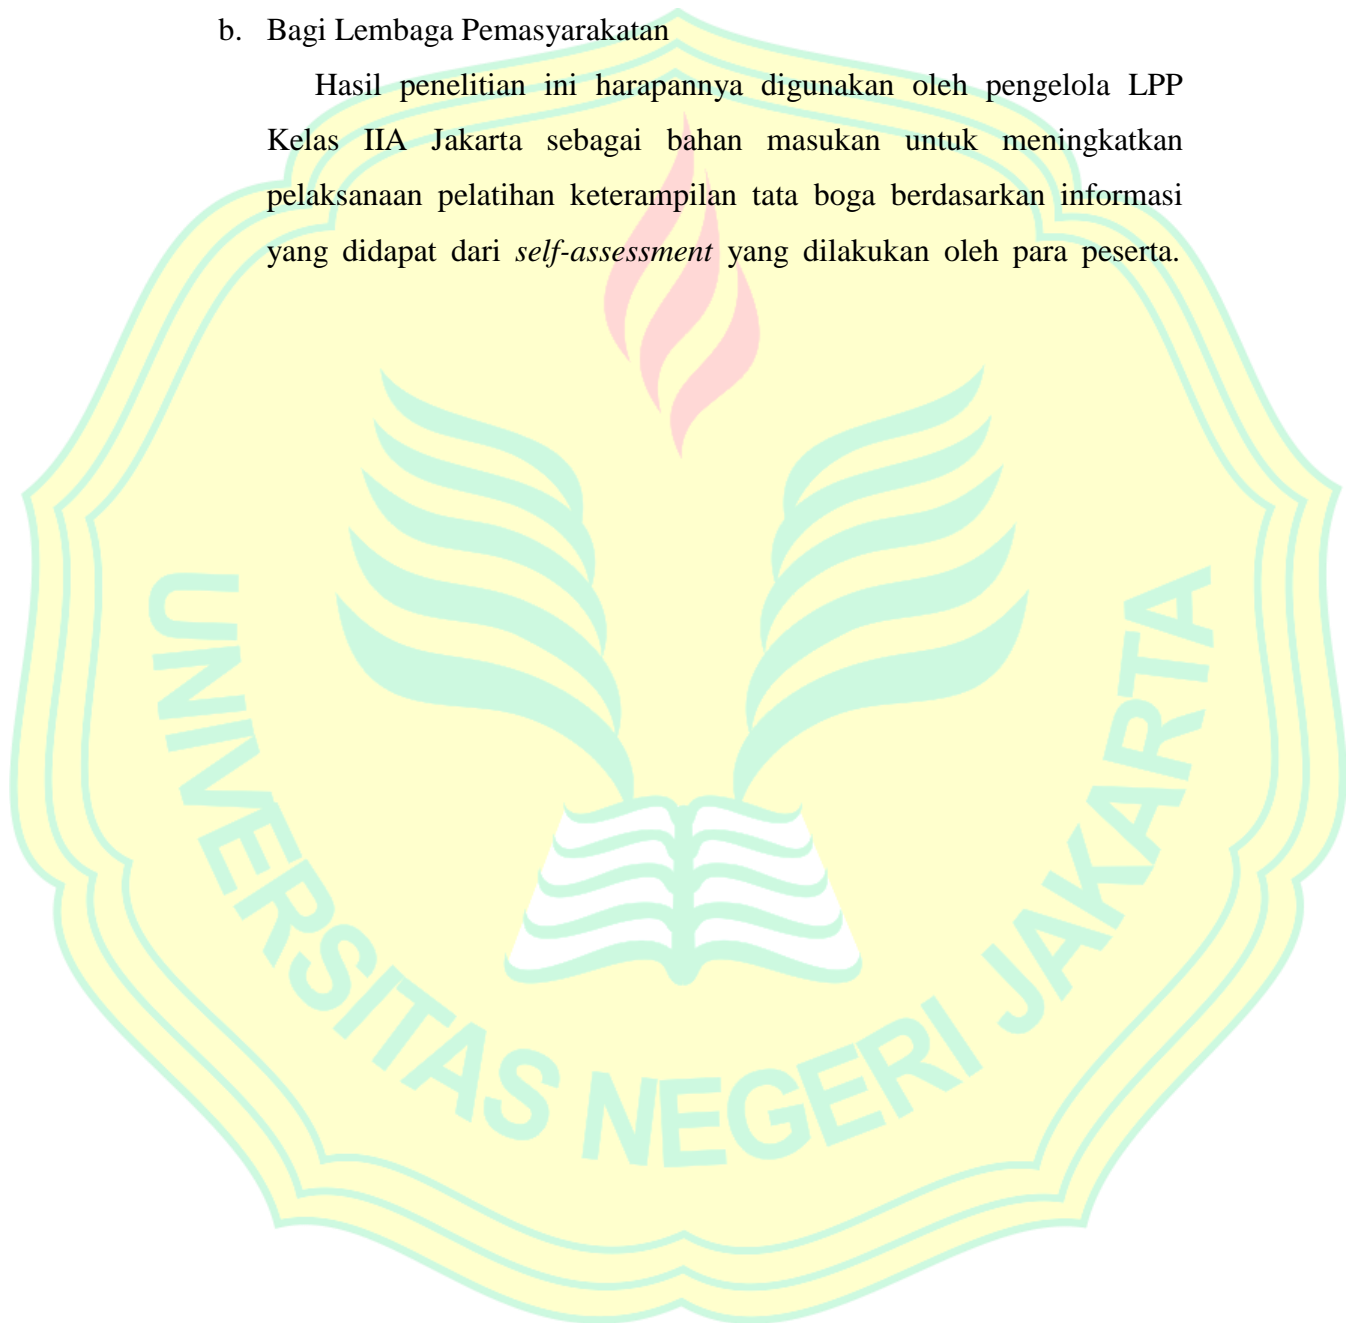 b. Bagi Lembaga Pemasyarakatan
Hasil penelitian ini harapannya digunakan oleh pengelola LPP
Kelas IIA Jakarta sebagai bahan masukan untuk meningkatkan
pelaksanaan pelatihan keterampilan tata boga berdasarkan informasi
yang didapat dari self-assessment yang dilakukan oleh para peserta.
UNIVERSITAS NEGERI JAKARTA